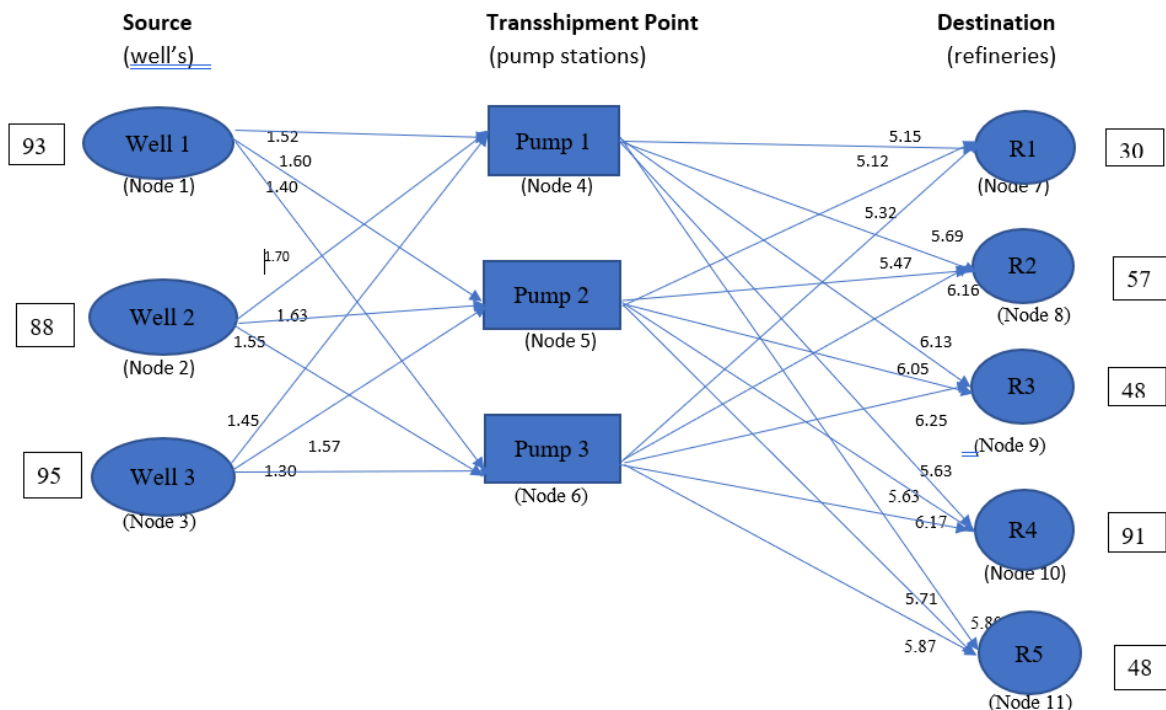 Source
(well's)
Transshipment Point
(pump stations)
Destination
(refineries)
93
Well 1
(Node 1)
88
Well 2
(Node 2)
95
Well 3
(Node 3)
1.52
1.60
1.40
1.70
1.63
1.55
1.45
1.57
1.30
Pump 1
(Node 4)
Pump 2
(Node 5)
Pump 3
(Node 6)
5.15
5.12
5.32
5.69
5.47
6.16
6.13
6.05
6.25
5.63
5.63
6.17
5.71
5.87
R1
(Node 7)
30
R2
(Node 8)
57
R3
(Node 9)
48
R4
(Node 10)
91
R5
(Node 11)
48